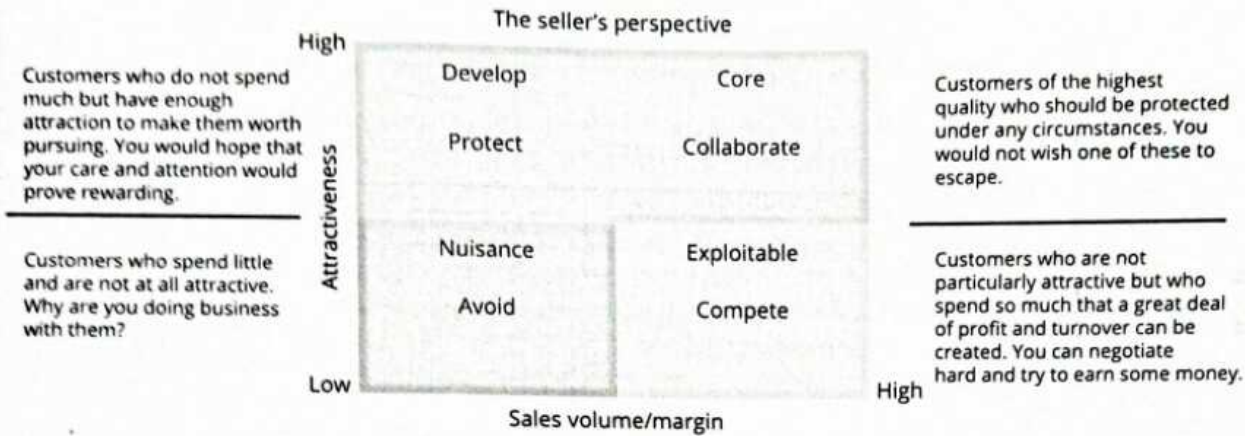 The seller's perspective
High
Develop
Core
Customers who do not spend
much but have enough
attraction to make them worth
pursuing. You would hope that
your care and attention would
prove rewarding.
Protect
Collaborate
Customers of the highest
quality who should be protected
under any circumstances. You
would not wish one of these to
escape.
Attractiveness
Customers who spend little
and are not at all attractive.
Why are you doing business
with them?
Nuisance
Exploitable
Avoid
Compete
Customers who are not
particularly attractive but who
spend so much that a great deal
of profit and turnover can be
created. You can negotiate
hard and try to earn some money.
Low
High
Sales volume/margin